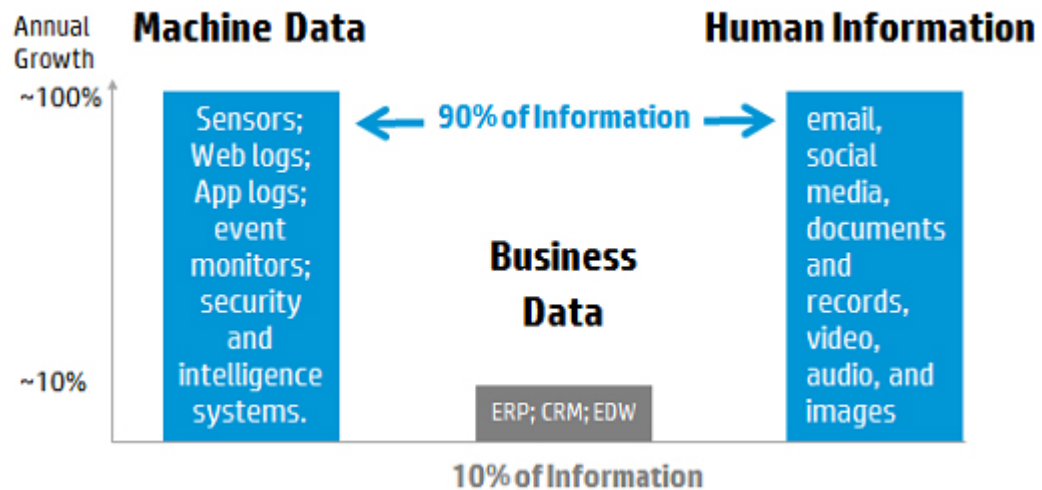 Annual
Growth
Machine Data
Human Information
~100%
Sensors;
Web logs;
App logs;
event
monitors;
security
and
intelligence
systems.
90% of Information
email,
social
media,
documents
and
records,
video,
audio, and
images
Business
Data
~10%
ERP; CRM; EDW
10% of Information